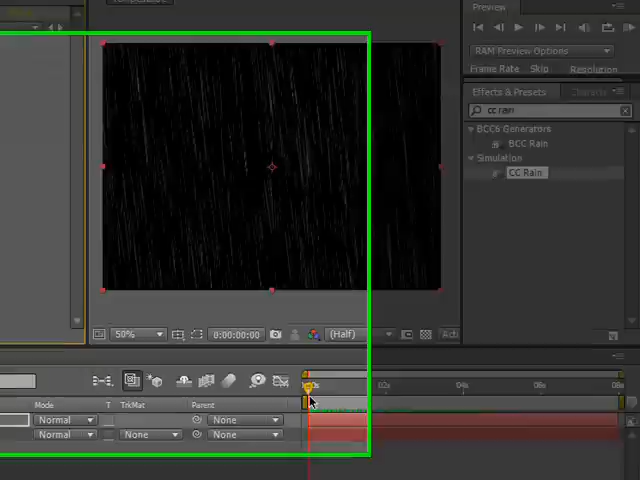 Preview
RAM Preview Options
Frame Rate Skip Resolution
Effects & Presets
cc rain
BCC6 Generators
BCC Rain
Simulation
CC Rain
50%
0:00:00:00
(Half)
02s
04s
06s
08s
Mode
T
TrkMat
Parent
Normal
None
Normal
None
None